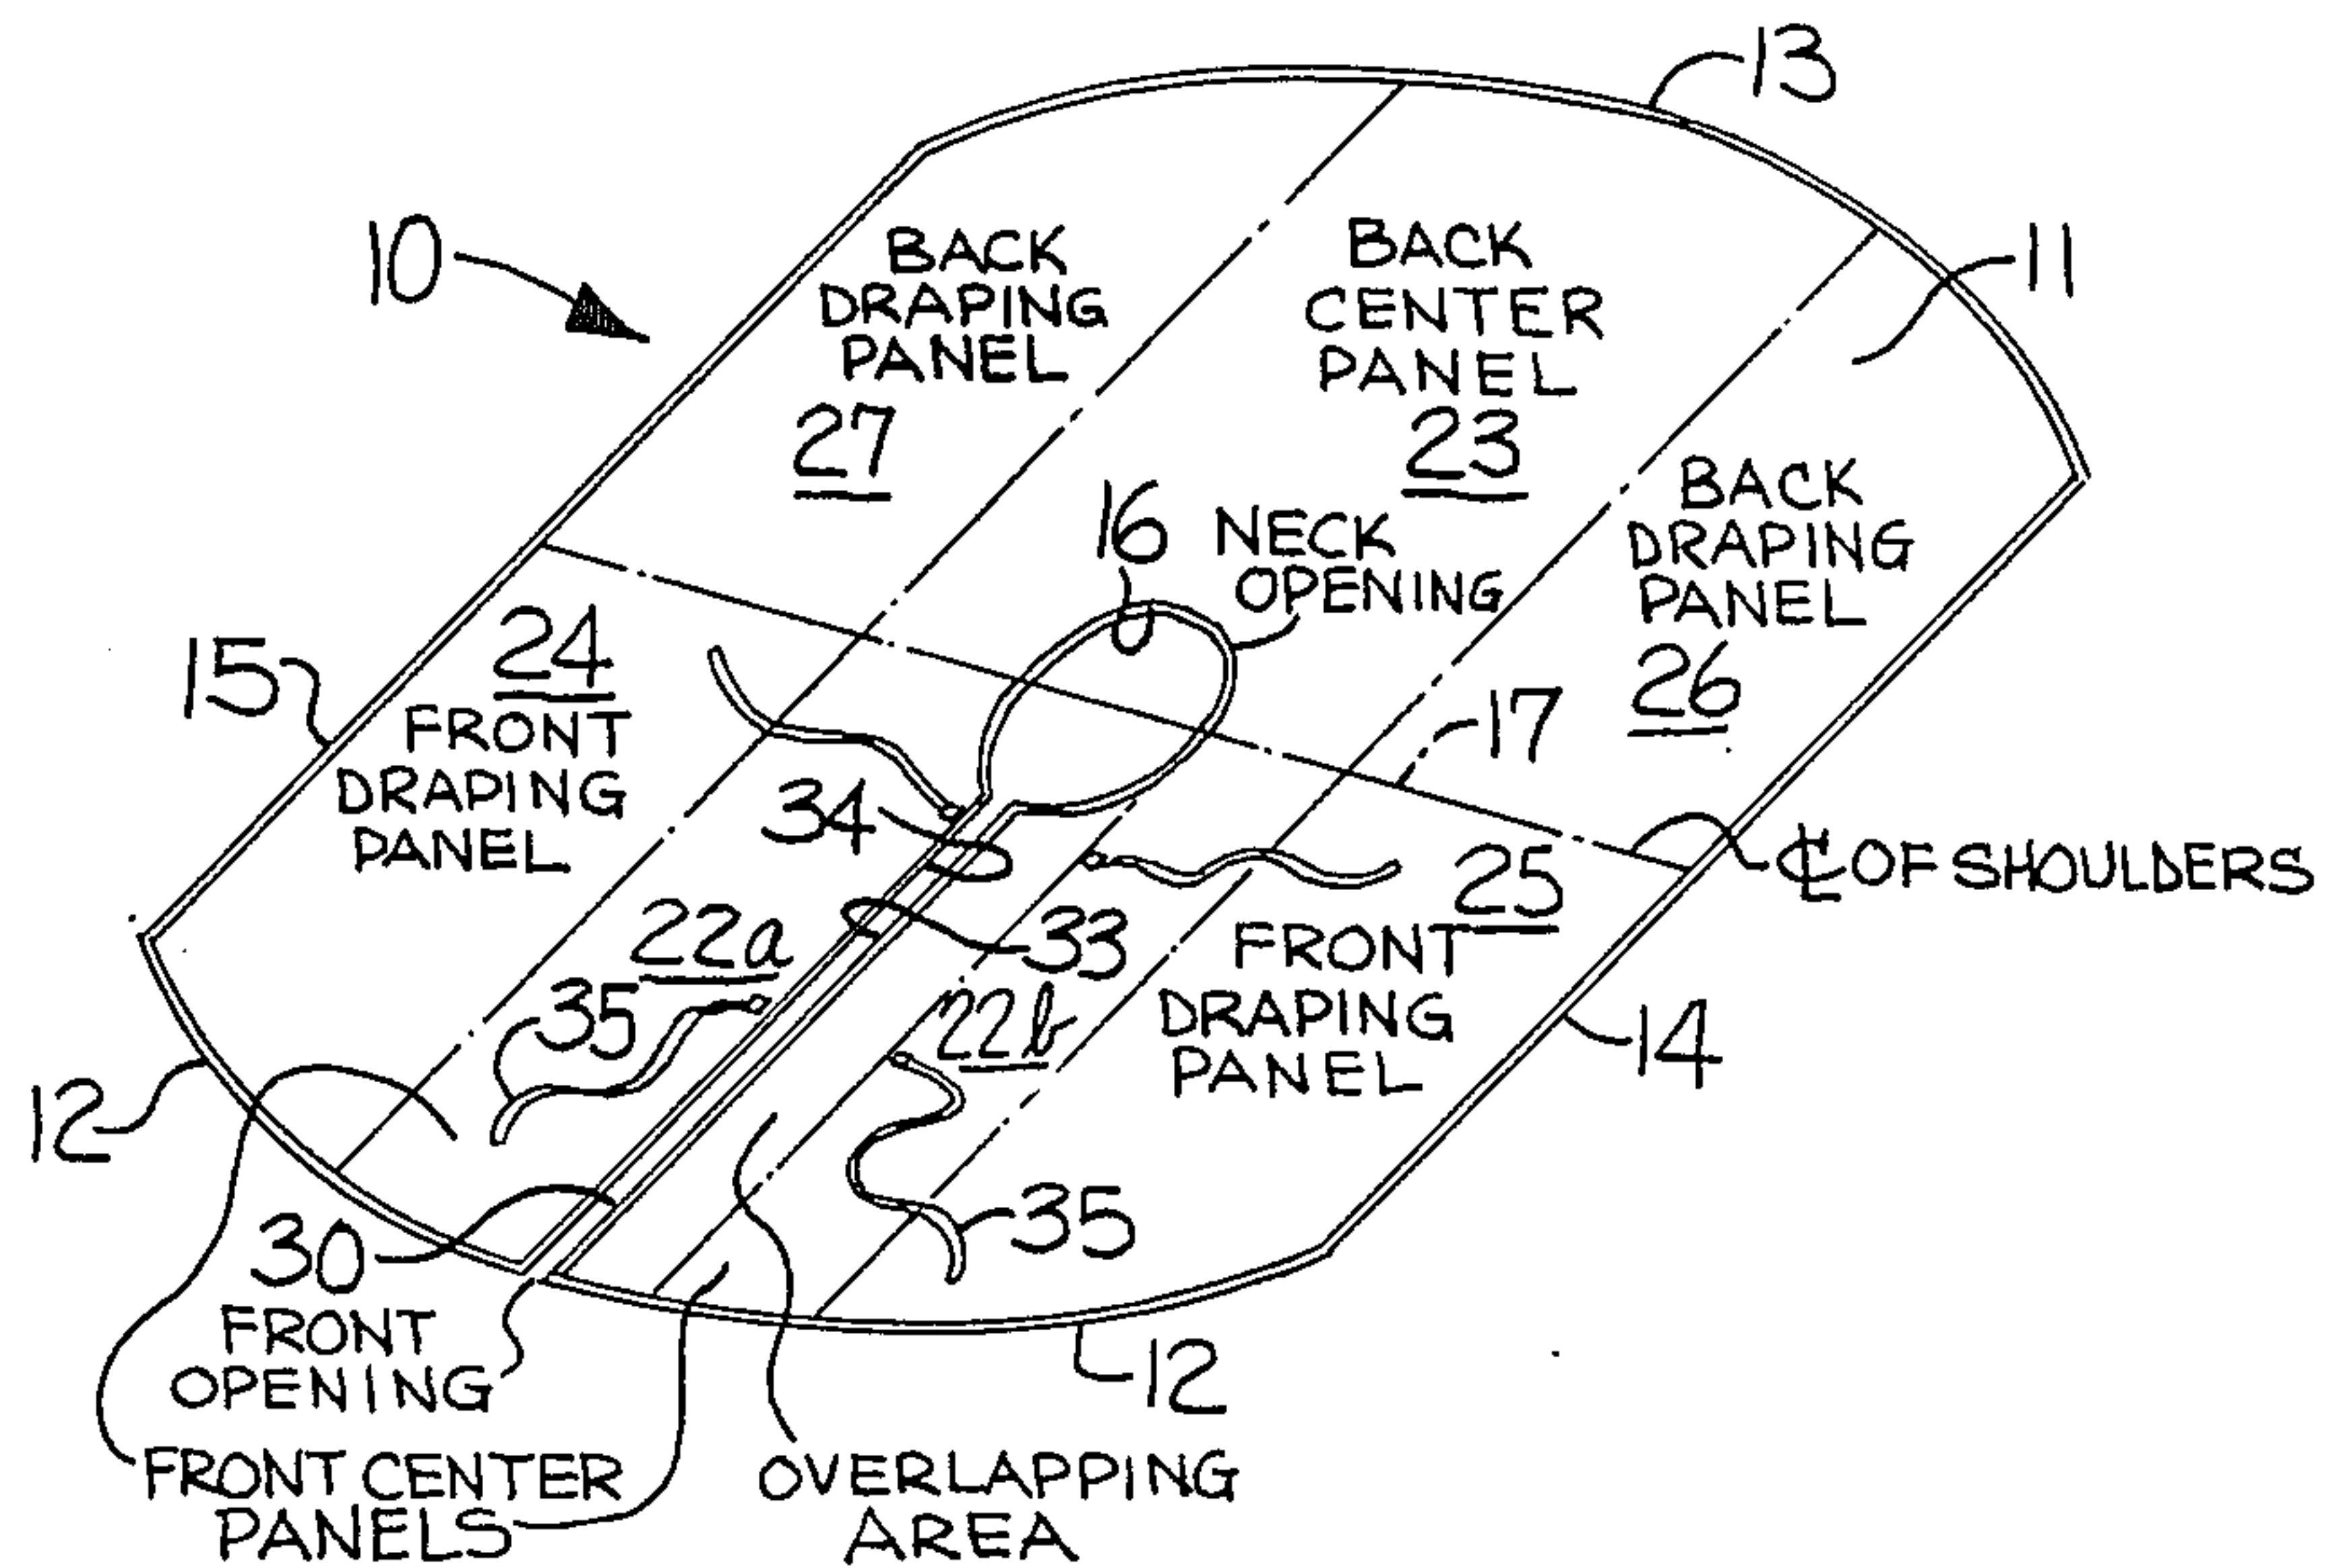 13
10
BACK
DRAPING
PANEL
27
BACK
CENTER
PANEL
23
11
BACK
DRAPING
PANEL
26
16
NECK
OPENING
15
24
FRONT
DRAPING
PANEL
17
34
℄ OF SHOULDERS
25
FRONT
DRAPING
PANEL
22a
33
35
22b
14
12
30
35
FRONT
OPENING
12
FRONT CENTER
PANELS
OVERLAPPING
AREA